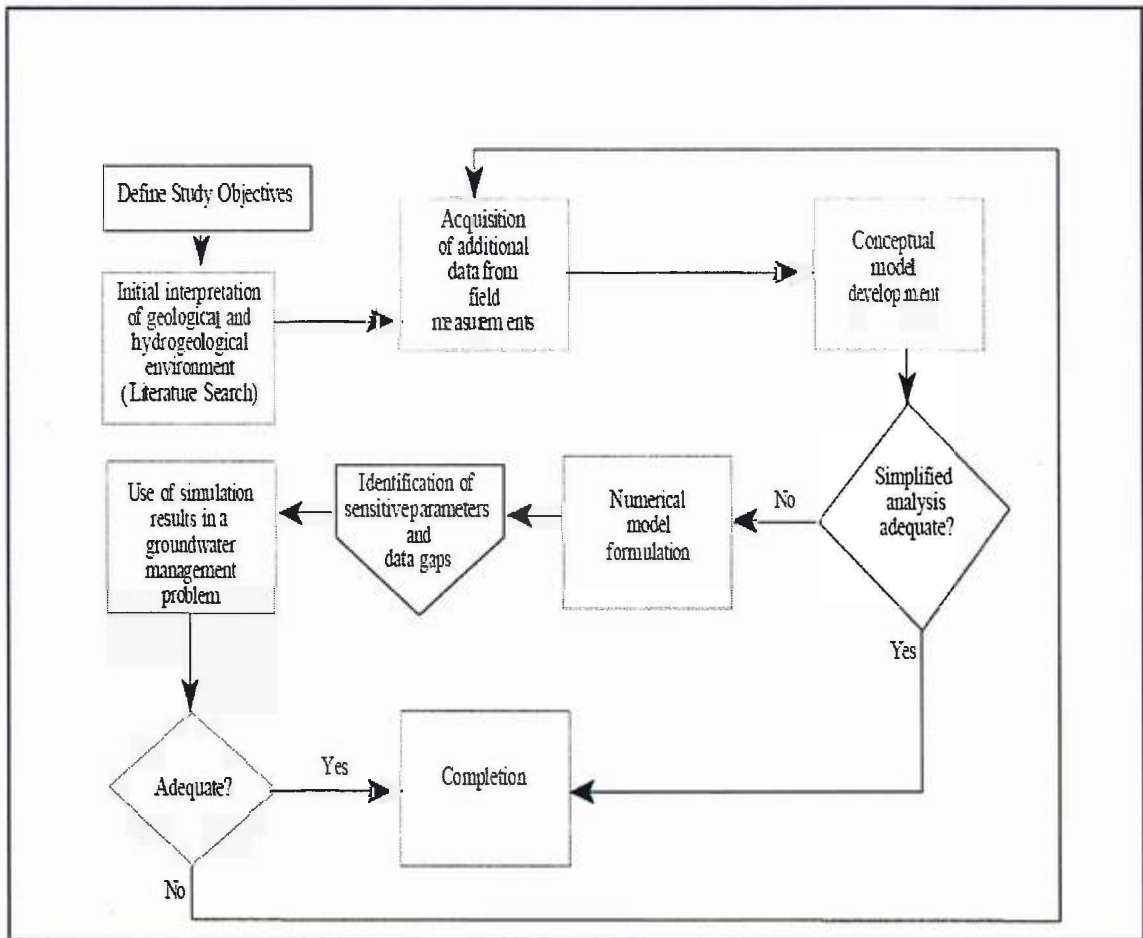 Define Study Objectives
Initial interpretation
of geological and
hydrogeological
environment
(Literature Search)
Acquisition
of additional
data from
field
measurements
Conceptual
model
development
Simplified
analysis
adequate?
No
Yes
Numerical
model
formulation
Identification of
sensitive parameters
and
data gaps
Use of simulation
results in a
groundwater
management
problem
Adequate?
Yes
No
Completion